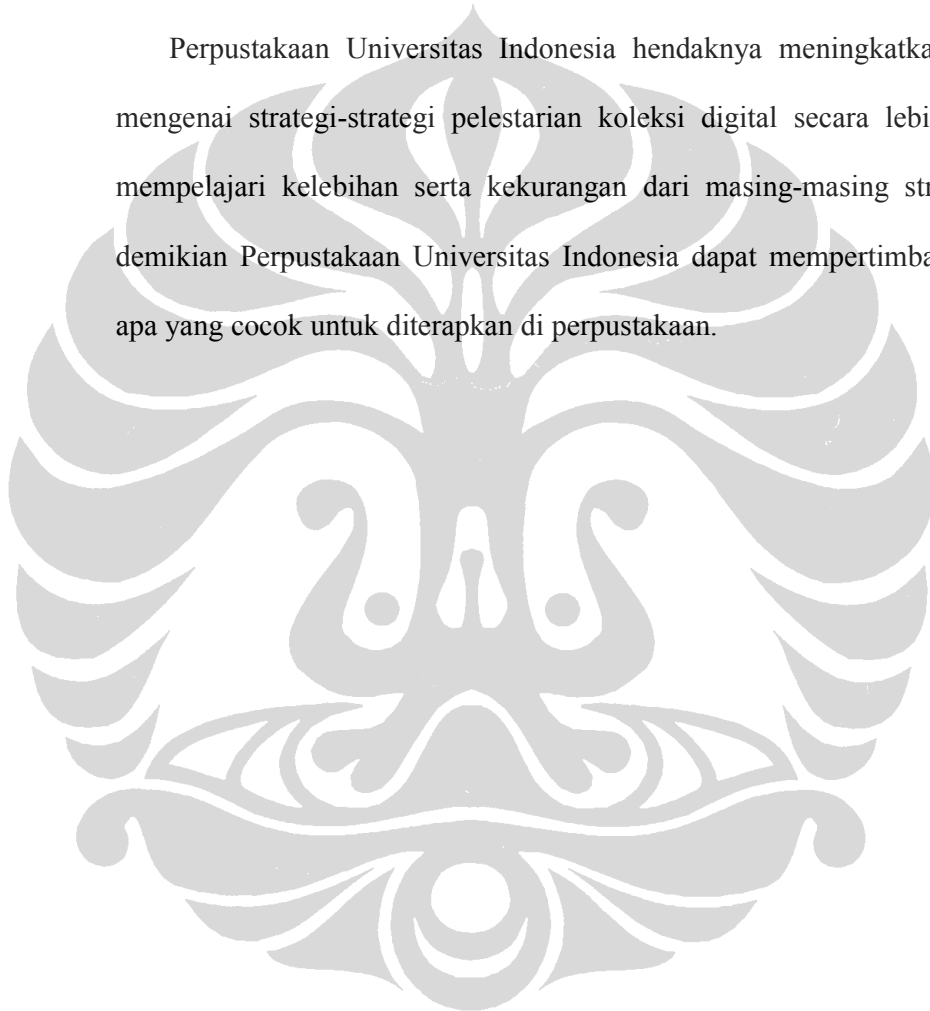 Perpustakaan Universitas Indonesia hendaknya meningkatka
mengenai strategi-strategi pelestarian koleksi digital secara lebi
mempelajari kelebihan serta kekurangan dari masing-masing str
demikian Perpustakaan Universitas Indonesia dapat mempertimba
apa yang cocok untuk diterapkan di perpustakaan.